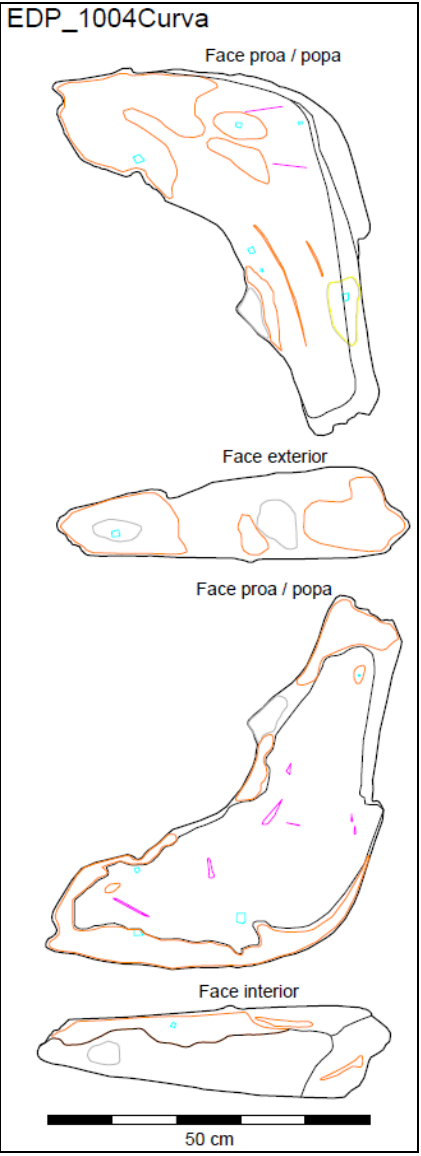 EDP_1004Curva
Face proa / popa
Face exterior
Face proa / popa
Face interior
50 cm